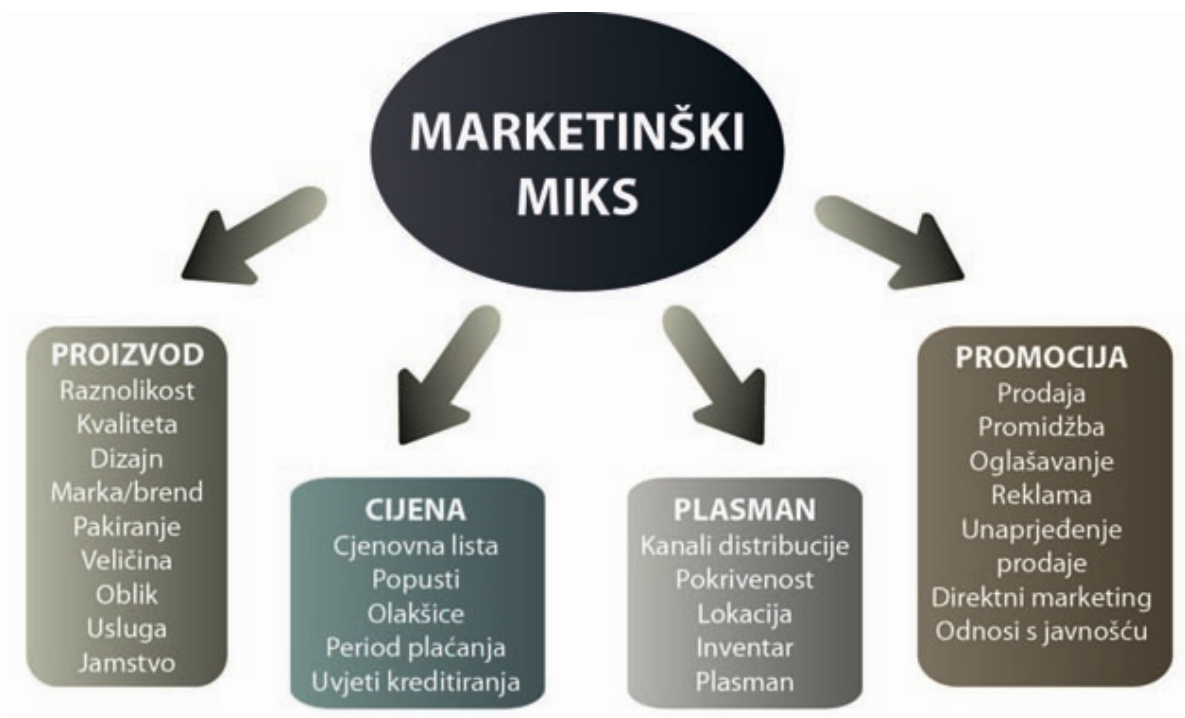 MARKETINŠKI
MIKS
PROIZVOD
Raznolikost
Kvaliteta
Dizajn
Marka/brend
Pakiranje
Veličina
Oblik
Usluga
Jamstvo
CIJENA
Cjenovna lista
Popusti
Olakšice
Period plaćanja
Uvjeti kreditiranja
PLASMAN
Kanali distribucije
Pokrivenost
Lokacija
Inventar
Plasman
PROMOCIJA
Prodaja
Promidžba
Oglašavanje
Reklama
Unaprjeđenje
prodaje
Direktni marketing
Odnosi s javnošću